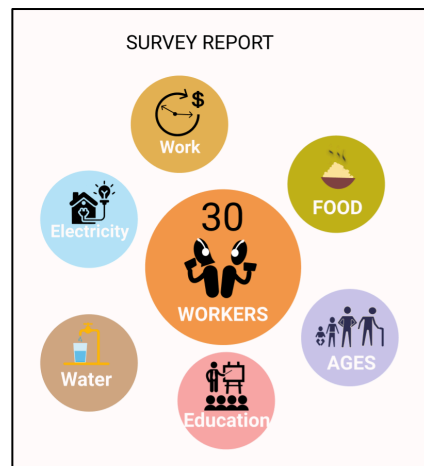 SURVEY REPORT
$
Work
FOOD
Electricity
30
WORKERS
AGES
Water
Education